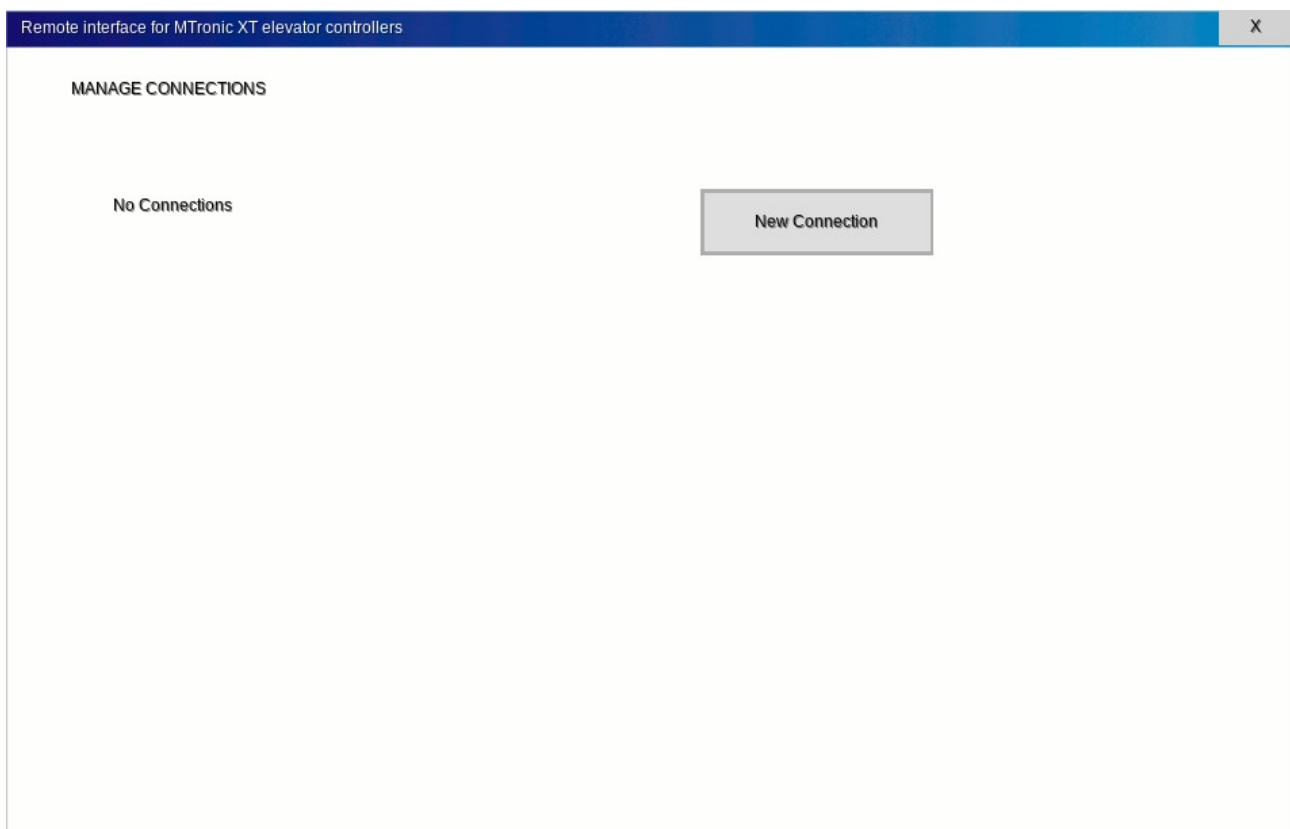 Remote interface for MTronic XT elevator controllers
X
MANAGE CONNECTIONS
No Connections
New Connection